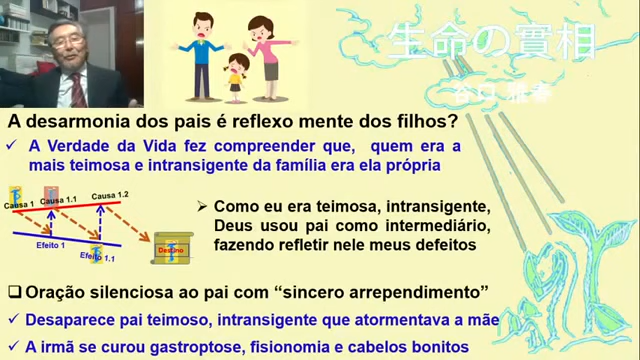 生命の實相
谷口 雅春
A desarmonia dos pais é reflexo mente dos filhos?
A Verdade da Vida fez compreender que, quem era a
mais teimosa e intransigente da família era ela própria
Causa 1
Causa 1.1
Causa 1.2
Efeito 1
Efeito 1.1
Destino
Como eu era teimosa, intransigente,
Deus usou pai como intermediário,
fazendo refletir nele meus defeitos
Oração silenciosa ao pai com “sincero arrependimento”
Desaparece pai teimoso, intransigente que atormentava a mãe
A irmã se curou gastroptose, fisionomia e cabelos bonitos